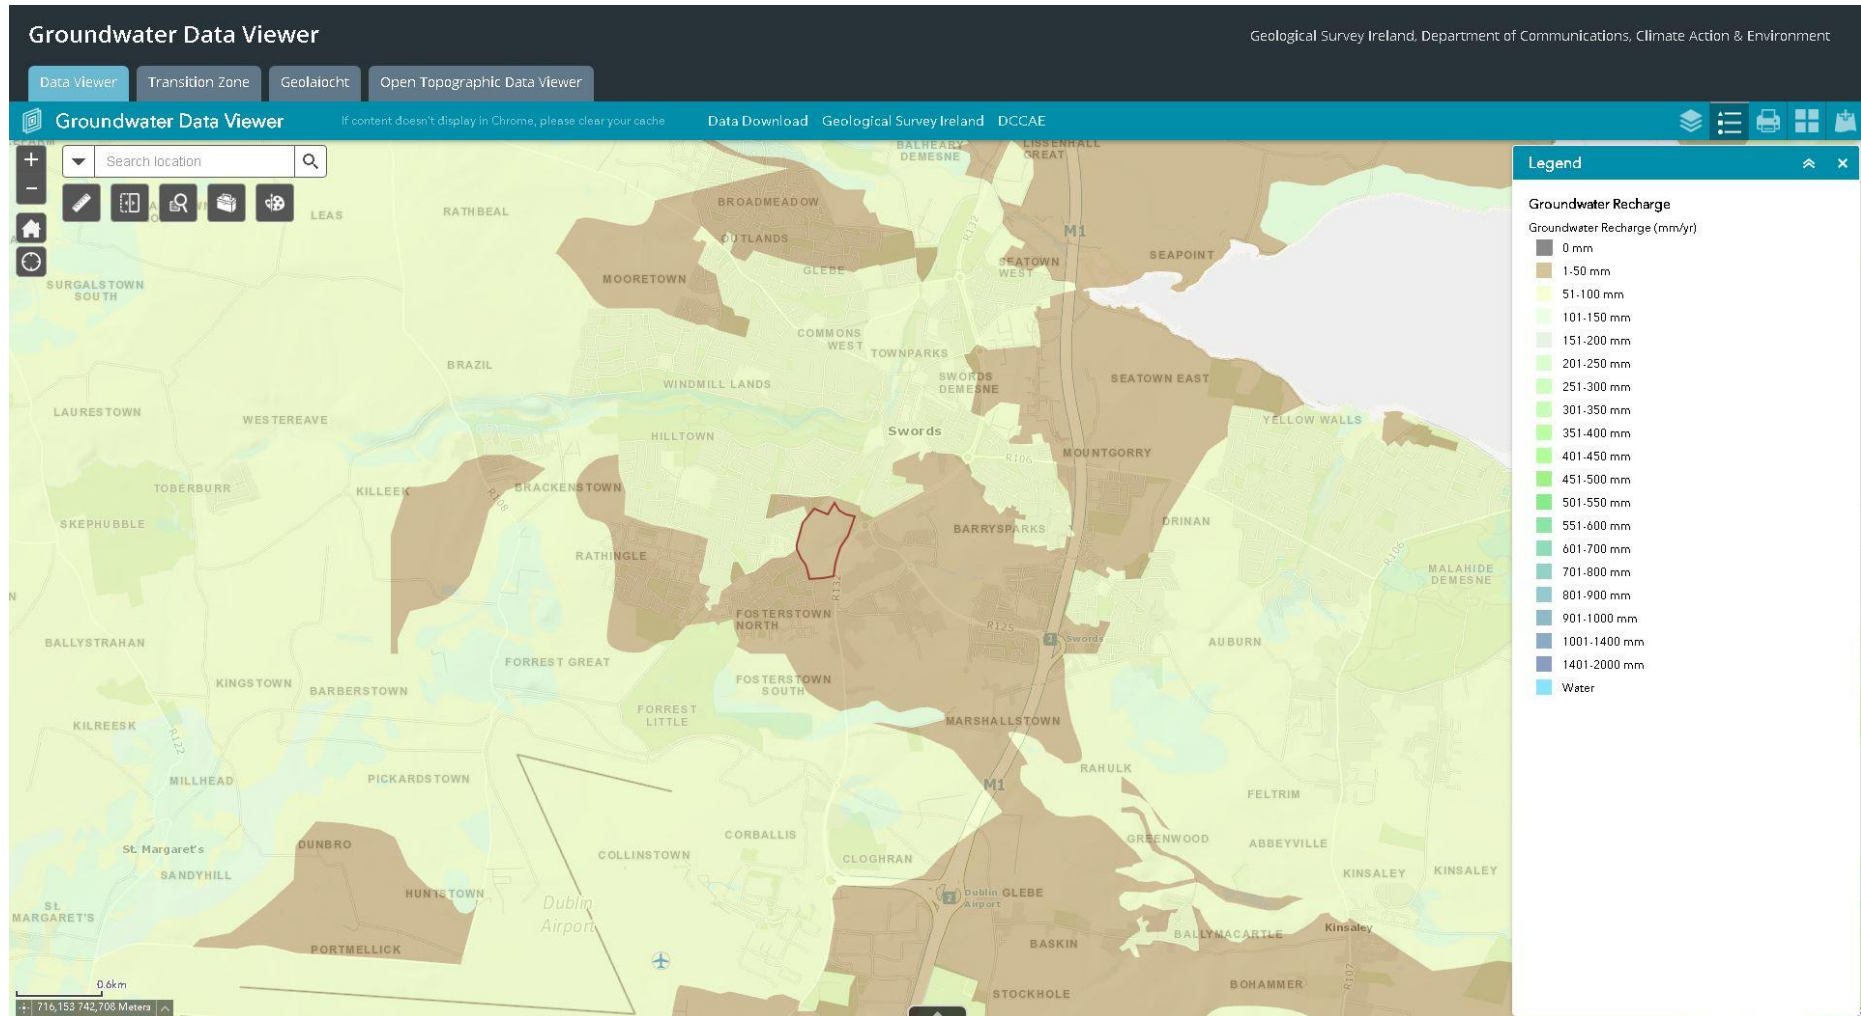 Groundwater Data Viewer
Geological Survey Ireland, Department of Communications, Climate Action & Environment
Data Viewer
Transition Zone
Geolaíocht
Open Topographic Data Viewer
Groundwater Data Viewer
If content doesn't display in Chrome, please clear your cache
Data Download
Geological Survey Ireland
DCCAE
Search location
Legend
Groundwater Recharge
Groundwater Recharge (mm/yr)
0 mm
1-50 mm
51-100 mm
101-150 mm
151-200 mm
201-250 mm
251-300 mm
301-350 mm
351-400 mm
401-450 mm
451-500 mm
501-550 mm
551-600 mm
601-700 mm
701-800 mm
801-900 mm
901-1000 mm
1001-1400 mm
1401-2000 mm
Water
BALHEARY
DEMESNE
LISSENHALL
GREAT
LEAS
RATHBEAL
BROADMEADOW
OUTLANDS
R132
M1
SEAPOINT
SEATOWN
WEST
GLEBE
MOORETOWN
SURGALSTOWN
SOUTH
COMMONS
WEST
TOWNPARKS
BRAZIL
WINDMILL LANDS
SWORDS
DEMESNE
SEATOWN EAST
LAURESTOWN
WESTEREAVE
HILLTOWN
Swords
YELLOW WALLS
R106
MOUNTGORRY
TOBERBURR
KILLEEK
R108
BRACKENSTOWN
SKEPHUBBLE
RATHINGLE
BARRYSPARKS
DRINAN
R106
MALAHIDE
DEMESNE
R132
FOSTERSTOWN
NORTH
R125
3
Swords
AUBURN
BALLYSTRAHAN
FORREST GREAT
KINGSTOWN
BARBERSTOWN
FOSTERSTOWN
SOUTH
FORREST
LITTLE
MARSHALLSTOWN
KILREESK
R122
MILLHEAD
PICKARDSTOWN
RAHULK
M1
FELTRIM
CORBALLIS
GREENWOOD
ABBEYVILLE
St. Margaret's
DUNBRO
COLLINSTOWN
CLOGHRAN
SANDYHILL
KINSALEY
KINSALEY
HUNTSTOWN
Dublin
Airport
2
Dublin
Airport
GLEBE
St.
MARGARET'S
PORTMELLICK
BASKIN
BALLYMACARTLE
Kinsaley
R107
STOCKHOLE
BOHAMMER
0.6km
716,153 742,708 Meters